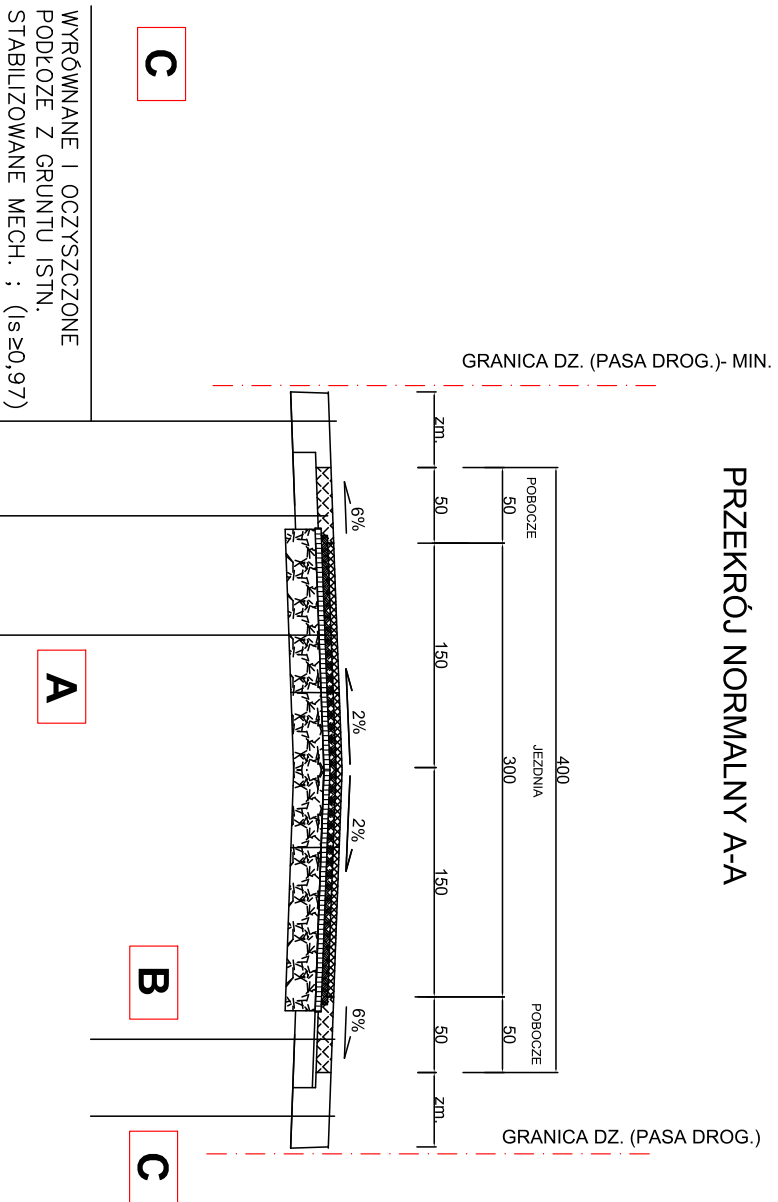 PRZEKRÓJ NORMALNY A-A
GRANICA DZ. (PASA DROG.)- MIN.
GRANICA DZ. (PASA DROG.)
400
POBOCZE
JEZDNIA
POBOCZE
50
300
50
zm.
50
150
150
50
zm.
6%
2%
2%
6%
C
A
B
C
WYRÓWNANE I OCZYSZCZONE
PODŁOŻE Z GRUNTU ISTN.
STABILIZOWANE MECH. ; (Is≥0,97)